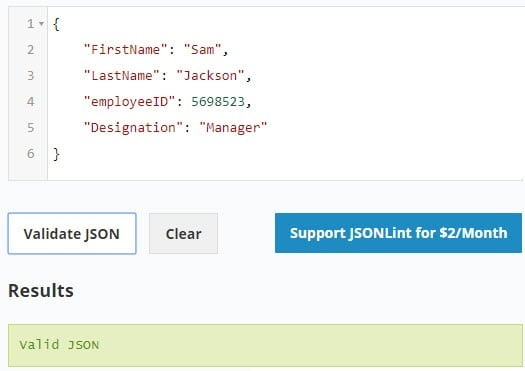 1 {
2 "FirstName": "Sam",
3 "LastName": "Jackson",
4 "employeeID": 5698523,
5 "Designation": "Manager"
6 }
Validate JSON Clear Support JSONLint for $2/Month
Results
Valid JSON